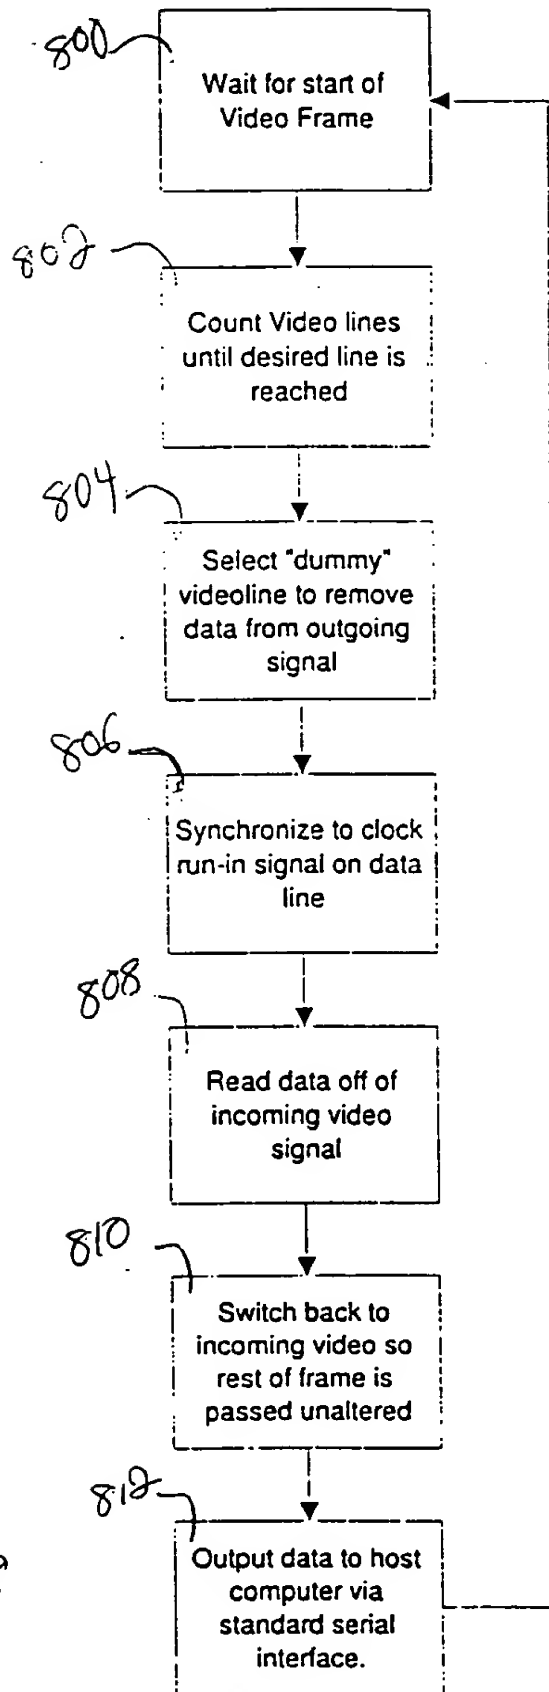 800
Wait for start of
Video Frame
802
Count Video lines
until desired line is
reached
804
Select "dummy"
videoline to remove
data from outgoing
signal
806
Synchronize to clock
run-in signal on data
line
808
Read data off of
incoming video
signal
810
Switch back to
incoming video so
rest of frame is
passed unaltered
812
Output data to host
computer via
standard serial
interface.